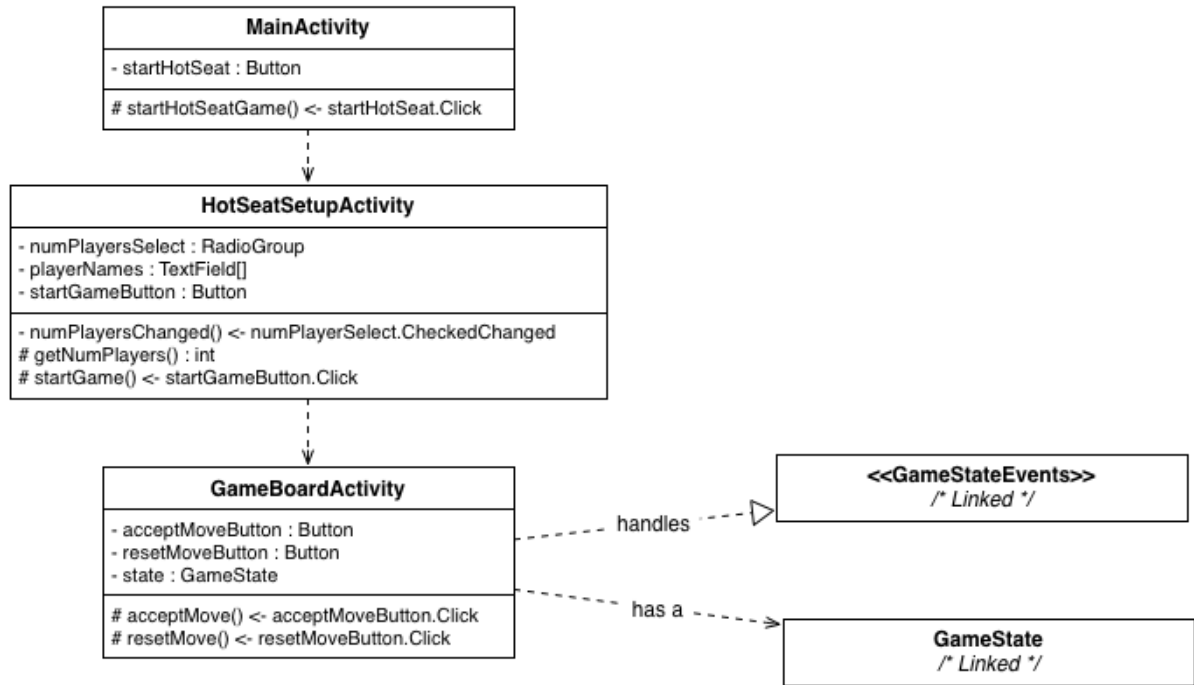 MainActivity
- startHotSeat : Button
# startHotSeatGame() <- startHotSeat.Click
HotSeatSetupActivity
- numPlayersSelect : RadioGroup
- playerNames : TextField[]
- startGameButton : Button
- numPlayersChanged() <- numPlayerSelect.CheckedChanged
# getNumPlayers() : int
# startGame() <- startGameButton.Click
GameBoardActivity
- acceptMoveButton : Button
- resetMoveButton : Button
- state : GameState
# acceptMove() <- acceptMoveButton.Click
# resetMove() <- resetMoveButton.Click
handles
<<GameStateEvents>>
/* Linked */
has a
GameState
/* Linked */